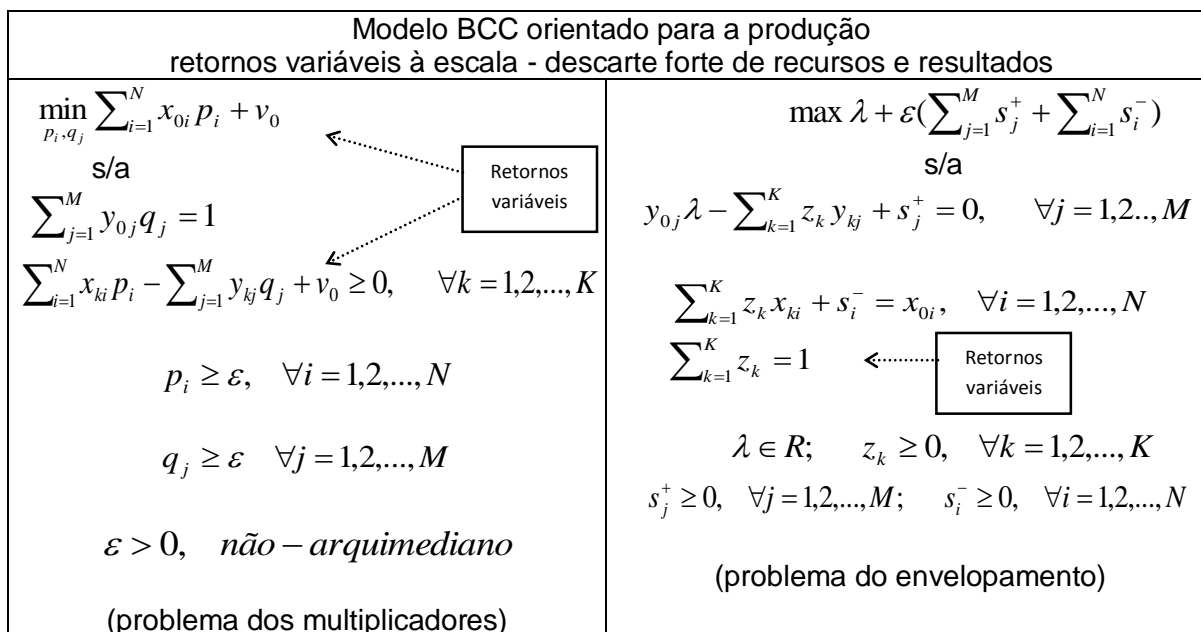 Modelo BCC orientado para a produção
retornos variáveis à escala - descarte forte de recursos e resultados
min_{p_i, q_j} ∑_{i=1}^{N} x_{0i} p_i + v_0
s/a
Retornos
variáveis
∑_{j=1}^{M} y_{0j} q_j = 1
∑_{i=1}^{N} x_{ki} p_i − ∑_{j=1}^{M} y_{kj} q_j + v_0 ≥ 0, ∀k = 1,2,..., K
p_i ≥ ε, ∀i = 1,2,..., N
q_j ≥ ε ∀j = 1,2,..., M
ε > 0, não − arquimediano
(problema dos multiplicadores)
max λ + ε(∑_{j=1}^{M} s_j^+ + ∑_{i=1}^{N} s_i^−)
s/a
y_{0j} λ − ∑_{k=1}^{K} z_k y_{kj} + s_j^+ = 0, ∀j = 1,2.., M
∑_{k=1}^{K} z_k x_{ki} + s_i^− = x_{0i}, ∀i = 1,2,..., N
∑_{k=1}^{K} z_k = 1
Retornos
variáveis
λ ∈ R; z_k ≥ 0, ∀k = 1,2,..., K
s_j^+ ≥ 0, ∀j = 1,2,..., M; s_i^− ≥ 0, ∀i = 1,2,..., N
(problema do envelopamento)